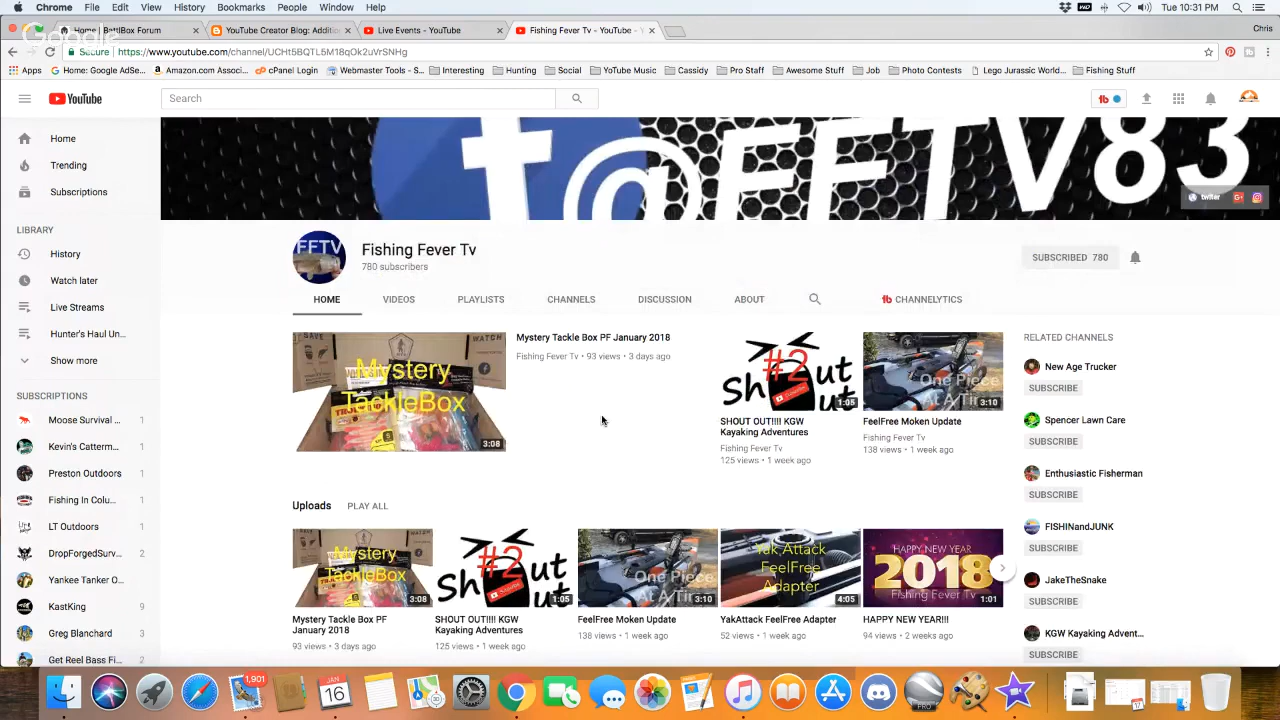 Chrome File Edit View History Bookmarks People Window Help Tue 10:31 PM
Home | BattlBox Forum YouTube Creator Blog: Additio Live Events - YouTube Fishing Fever Tv - YouTube - Y Chris
Google
Secure https://www.youtube.com/channel/UCHt5BQTL5M18qOk2uVrSNHg
Apps Home: Google AdSe... Amazon.com Assoc... cPanel Login Webmaster Tools - S... Interesting Hunting Social YoTube Music Cassidy Pro Staff Awesome Stuff Job Photo Contests Lego Jurassic World... Fishing Stuff
YouTube Search tb
t@FFTV83
twitter G+
Home
Trending
Subscriptions
LIBRARY
History
Watch later
Live Streams
Hunter's Haul Un...
Show more
SUBSCRIPTIONS
Moose Survival ... 1
Kevin's Catterm... 1
Preston Outdoors 1
Fishing In Colu... 1
LT Outdoors 1
DropForgedSurv... 2
Yankee Tanker O...
KastKing 9
Greg Blanchard 3
Get Reel Bass Fi...
FFTV
Fishing Fever Tv
780 subscribers
SUBSCRIBED 780
HOME VIDEOS PLAYLISTS CHANNELS DISCUSSION ABOUT tb CHANNELYTICS
SAVE WATCH
Mystery
TackleBox
3:08
Mystery Tackle Box PF January 2018
Fishing Fever Tv • 93 views • 3 days ago
#2
Shout Out
1:05
SHOUT OUT!!!! KGW
Kayaking Adventures
Fishing Fever Tv
125 views • 1 week ago
One Piece
At A Time
3:10
FeelFree Moken Update
Fishing Fever Tv
138 views • 1 week ago
Uploads PLAY ALL
Mystery
TackleBox
3:08
Mystery Tackle Box PF
January 2018
93 views • 3 days ago
#2
Shout Out
1:05
SHOUT OUT!!!! KGW
Kayaking Adventures
125 views • 1 week ago
One Piece
At A Time
3:10
FeelFree Moken Update
138 views • 1 week ago
Yak Attack
FeelFree
Adapter
4:05
YakAttack FeelFree Adapter
52 views • 1 week ago
HAPPY NEW YEAR!!!
2018
Fishing Fever Tv
1:01
HAPPY NEW YEAR!!!
94 views • 2 weeks ago
RELATED CHANNELS
New Age Trucker
SUBSCRIBE
Spencer Lawn Care
SUBSCRIBE
Enthusiastic Fisherman
SUBSCRIBE
FISHINandJUNK
SUBSCRIBE
JakeTheSnake
SUBSCRIBE
KGW Kayaking Advent...
SUBSCRIBE
1,901
JAN
16
PRO
17